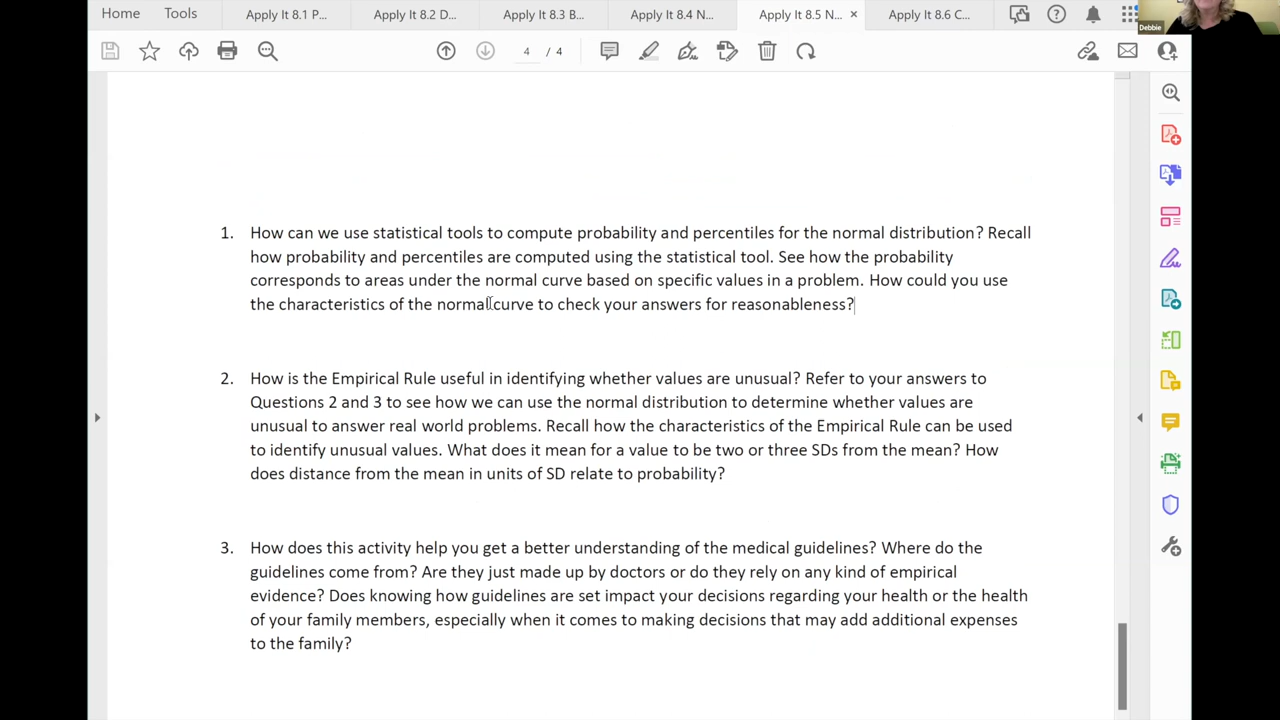 Home
Tools
Apply It 8.1 P...
Apply It 8.2 D...
Apply It 8.3 B...
Apply It 8.4 N...
Apply It 8.5 N...
Apply It 8.6 C...
Debbie
4 / 4
1. How can we use statistical tools to compute probability and percentiles for the normal distribution? Recall
how probability and percentiles are computed using the statistical tool. See how the probability
corresponds to areas under the normal curve based on specific values in a problem. How could you use
the characteristics of the normal curve to check your answers for reasonableness?
2. How is the Empirical Rule useful in identifying whether values are unusual? Refer to your answers to
Questions 2 and 3 to see how we can use the normal distribution to determine whether values are
unusual to answer real world problems. Recall how the characteristics of the Empirical Rule can be used
to identify unusual values. What does it mean for a value to be two or three SDs from the mean? How
does distance from the mean in units of SD relate to probability?
3. How does this activity help you get a better understanding of the medical guidelines? Where do the
guidelines come from? Are they just made up by doctors or do they rely on any kind of empirical
evidence? Does knowing how guidelines are set impact your decisions regarding your health or the health
of your family members, especially when it comes to making decisions that may add additional expenses
to the family?